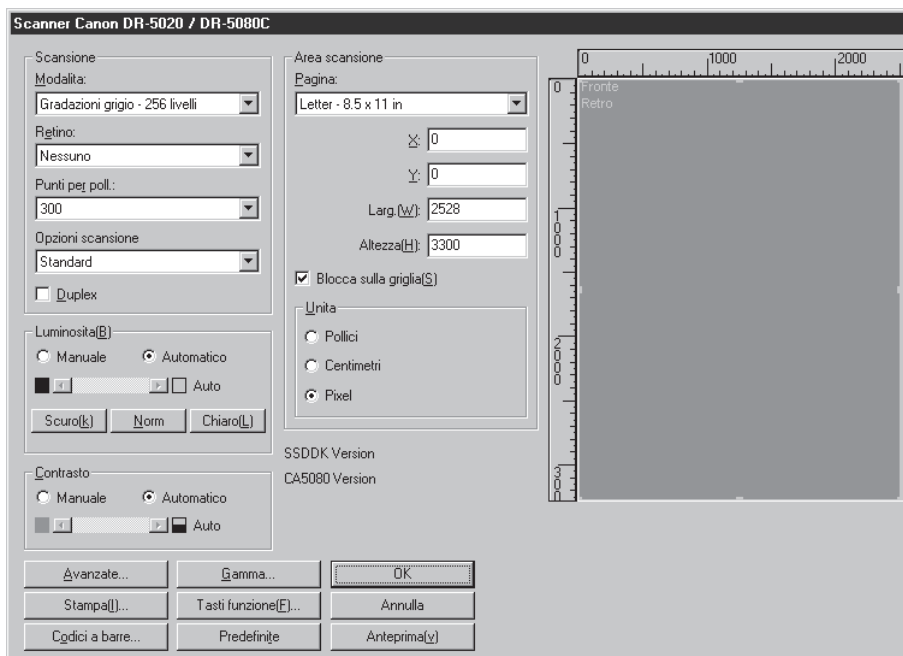 Scanner Canon DR-5020 / DR-5080C
Scansione
Modalita:
Gradazioni grigio - 256 livelli
Retino:
Nessuno
Punti per poll.:
300
Opzioni scansione
Standard
Duplex
Luminosita(B)
Manuale Automatico
Auto
Scuro(k) Norm Chiaro(L)
Contrasto
Manuale Automatico
Auto
Area scansione
Pagina:
Letter - 8.5 x 11 in
X: 0
Y: 0
Larg.(W): 2528
Altezza(H): 3300
Blocca sulla griglia(S)
Unita
Pollici
Centimetri
Pixel
SSDDK Version
CA5080 Version
0 1000 2000
0
1000
2000
300
Fronte
Retro
Avanzate... Gamma... OK
Stampa(I)... Tasti funzione(F)... Annulla
Codici a barre... Predefinite Anteprima(v)